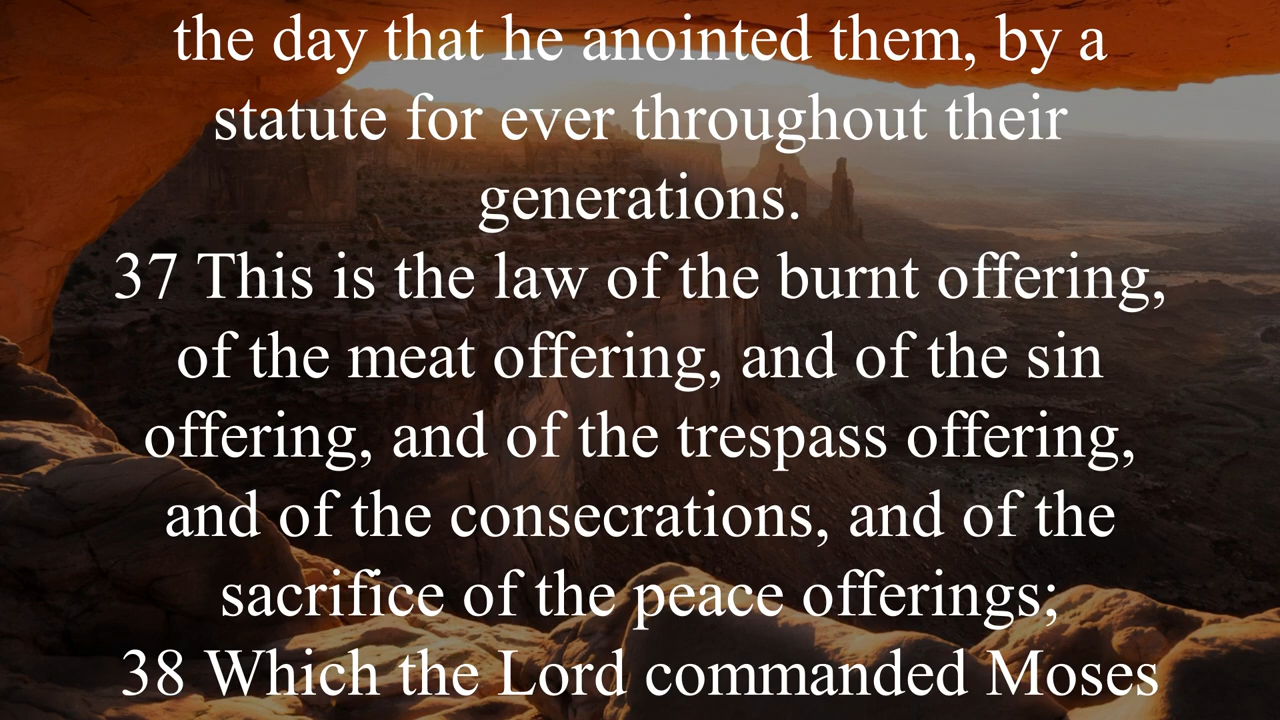 the day that he anointed them, by a
statute for ever throughout their
generations.
37 This is the law of the burnt offering,
of the meat offering, and of the sin
offering, and of the trespass offering,
and of the consecrations, and of the
sacrifice of the peace offerings;
38 Which the Lord commanded Moses